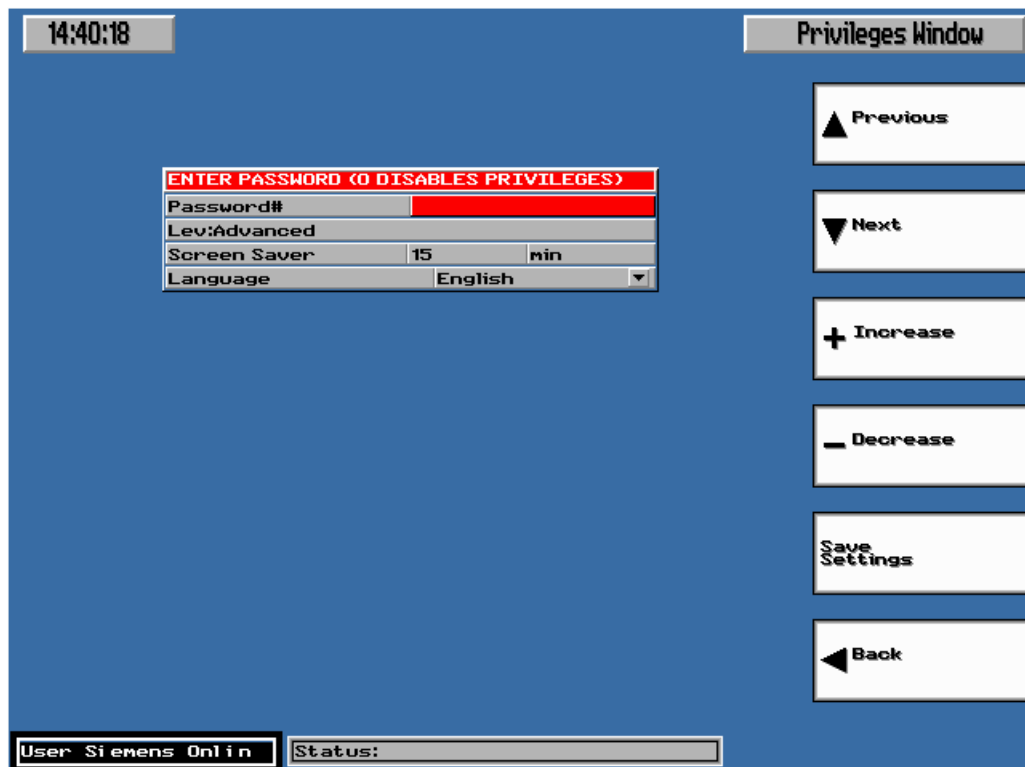 14:40:18
Privileges Window
Previous
ENTER PASSWORD (0 DISABLES PRIVILEGES)
Password#
Lev:Advanced
Screen Saver 15 min
Language English
Next
Increase
Decrease
Save
Settings
Back
User Siemens Onlin
Status: